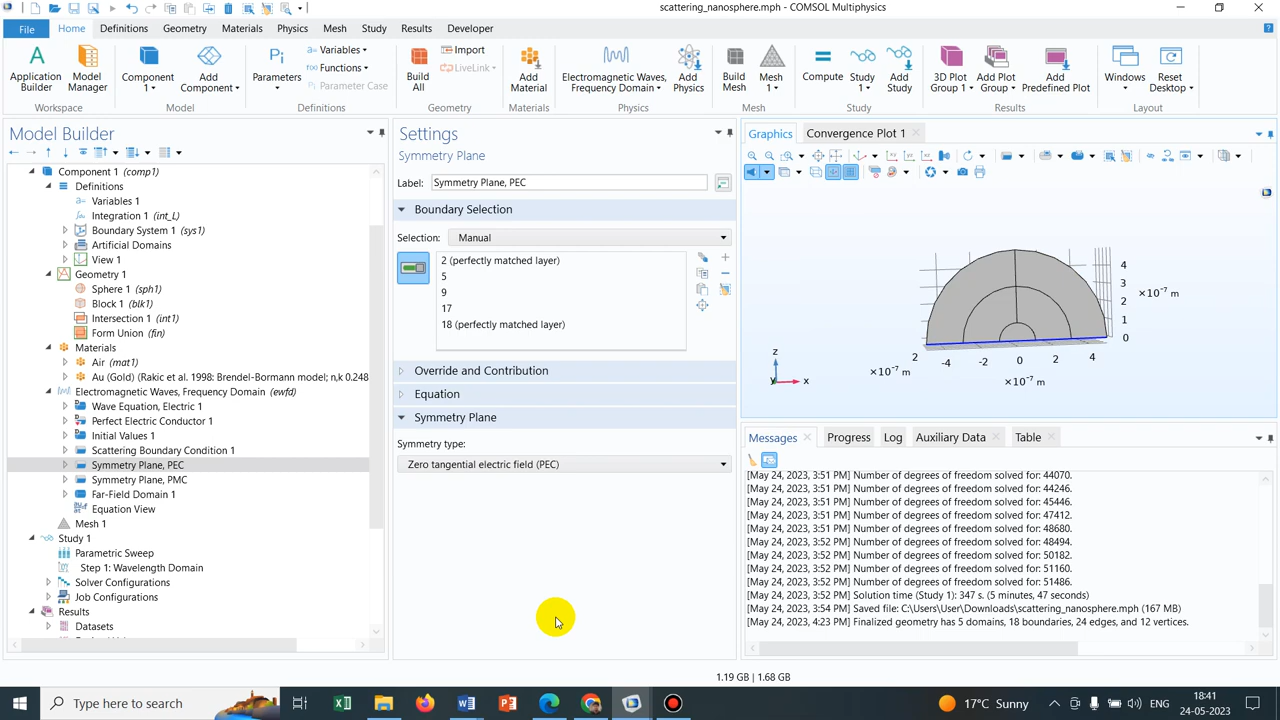 scattering_nanosphere.mph - COMSOL Multiphysics
File Home Definitions Geometry Materials Physics Mesh Study Results Developer
Application Builder
Model Manager
Workspace
Component 1
Add Component
Model
Parameters
Variables
Functions
Parameter Case
Definitions
Build All
Import
LiveLink
Geometry
Add Material
Materials
Electromagnetic Waves, Frequency Domain
Add Physics
Physics
Build Mesh
Mesh 1
Mesh
Compute
Study 1
Add Study
Study
3D Plot Group 1
Add Plot Group
Add Predefined Plot
Results
Windows
Reset Desktop
Layout
Model Builder
Component 1 (comp1)
Definitions
Variables 1
Integration 1 (int_L)
Boundary System 1 (sys1)
Artificial Domains
View 1
Geometry 1
Sphere 1 (sph1)
Block 1 (blk1)
Intersection 1 (int1)
Form Union (fin)
Materials
Air (mat1)
Au (Gold) (Rakic et al. 1998: Brendel-Bormann model; n,k 0.248
Electromagnetic Waves, Frequency Domain (ewfd)
Wave Equation, Electric 1
Perfect Electric Conductor 1
Initial Values 1
Scattering Boundary Condition 1
Symmetry Plane, PEC
Symmetry Plane, PMC
Far-Field Domain 1
Equation View
Mesh 1
Study 1
Parametric Sweep
Step 1: Wavelength Domain
Solver Configurations
Job Configurations
Results
Datasets
Settings
Symmetry Plane
Label: Symmetry Plane, PEC
Boundary Selection
Selection: Manual
2 (perfectly matched layer)
5
9
17
18 (perfectly matched layer)
Override and Contribution
Equation
Symmetry Plane
Symmetry type:
Zero tangential electric field (PEC)
Graphics Convergence Plot 1
4
3
×10⁻⁷ m
2
1
0
2
-4 -2 0 2 4
×10⁻⁷ m
×10⁻⁷ m
z
y x
Messages Progress Log Auxiliary Data Table
[May 24, 2023, 3:51 PM] Number of degrees of freedom solved for: 44070.
[May 24, 2023, 3:51 PM] Number of degrees of freedom solved for: 44246.
[May 24, 2023, 3:51 PM] Number of degrees of freedom solved for: 45446.
[May 24, 2023, 3:51 PM] Number of degrees of freedom solved for: 47412.
[May 24, 2023, 3:51 PM] Number of degrees of freedom solved for: 48680.
[May 24, 2023, 3:52 PM] Number of degrees of freedom solved for: 48494.
[May 24, 2023, 3:52 PM] Number of degrees of freedom solved for: 50182.
[May 24, 2023, 3:52 PM] Number of degrees of freedom solved for: 51160.
[May 24, 2023, 3:52 PM] Number of degrees of freedom solved for: 51486.
[May 24, 2023, 3:52 PM] Solution time (Study 1): 347 s. (5 minutes, 47 seconds)
[May 24, 2023, 3:54 PM] Saved file: C:\Users\User\Downloads\scattering_nanosphere.mph (167 MB)
[May 24, 2023, 4:23 PM] Finalized geometry has 5 domains, 18 boundaries, 24 edges, and 12 vertices.
1.19 GB | 1.68 GB
Type here to search
17°C Sunny
ENG
18:41
24-05-2023